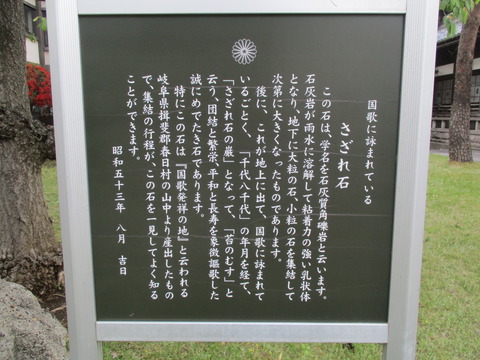 国歌に詠まれている
さざれ石
この石は、学名を石灰質角礫岩と云います。
石灰岩が雨水に溶解して粘着力の強い乳状体
となり、地下に大粒の石、小粒の石を集結して
次第に大きくなったものであります。
後に、これが地上に出て、国歌に詠まれて
いるごとく、「千代八千代」の年月を経て、
「さざれ石の巌」となって、「苔のむす」と
云う、団結と繁栄、平和と長寿を象徴謳歌した
誠にめでたき石であります。
特にこの石は『国歌発祥の地』と云われる
岐阜県揖斐郡春日村の山中より産出したもの
で、集結の行程が、この石を一見してよく知る
ことができます。
昭和五十三年 八月 吉日